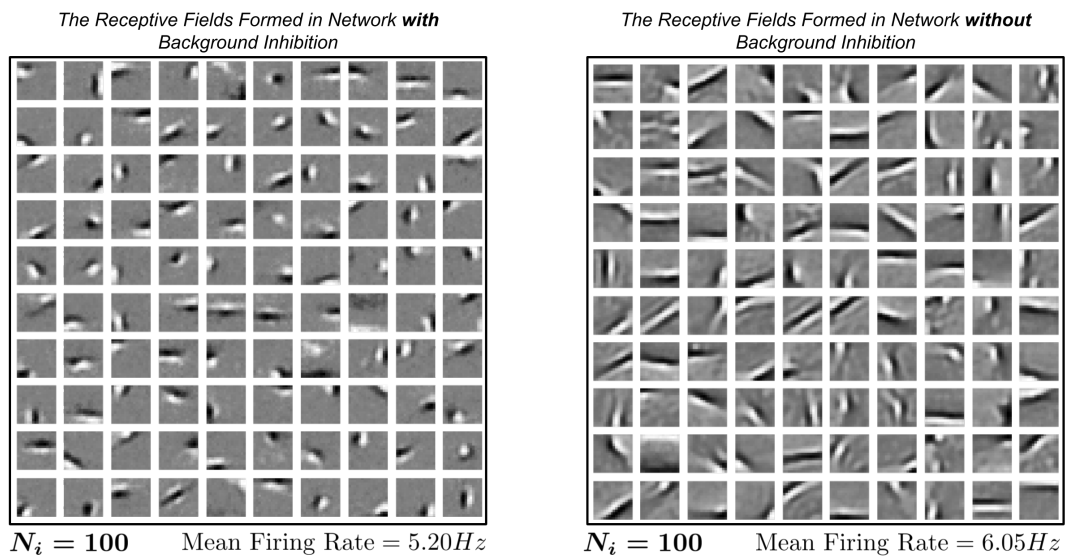 The Receptive Fields Formed in Network with
Background Inhibition
The Receptive Fields Formed in Network without
Background Inhibition
N_i = 100 Mean Firing Rate = 5.20Hz
N_i = 100 Mean Firing Rate = 6.05Hz